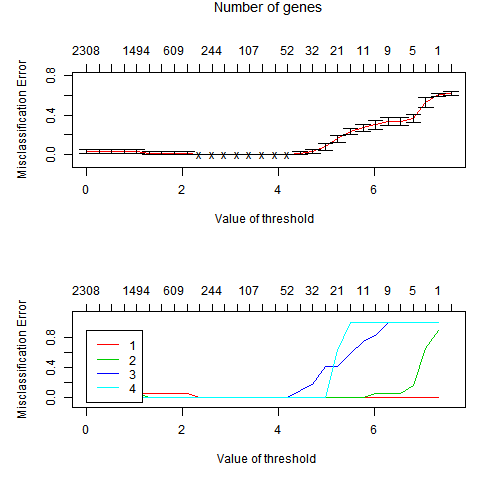 Number of genes
2308 1494 609 244 107 52 32 21 11 9 5 1
Misclassification Error
0.0 0.4 0.8
x x x x x x x x
0 2 4 6
Value of threshold
2308 1494 609 244 107 52 32 21 11 9 5 1
Misclassification Error
0.0 0.4 0.8
1
2
3
4
0 2 4 6
Value of threshold